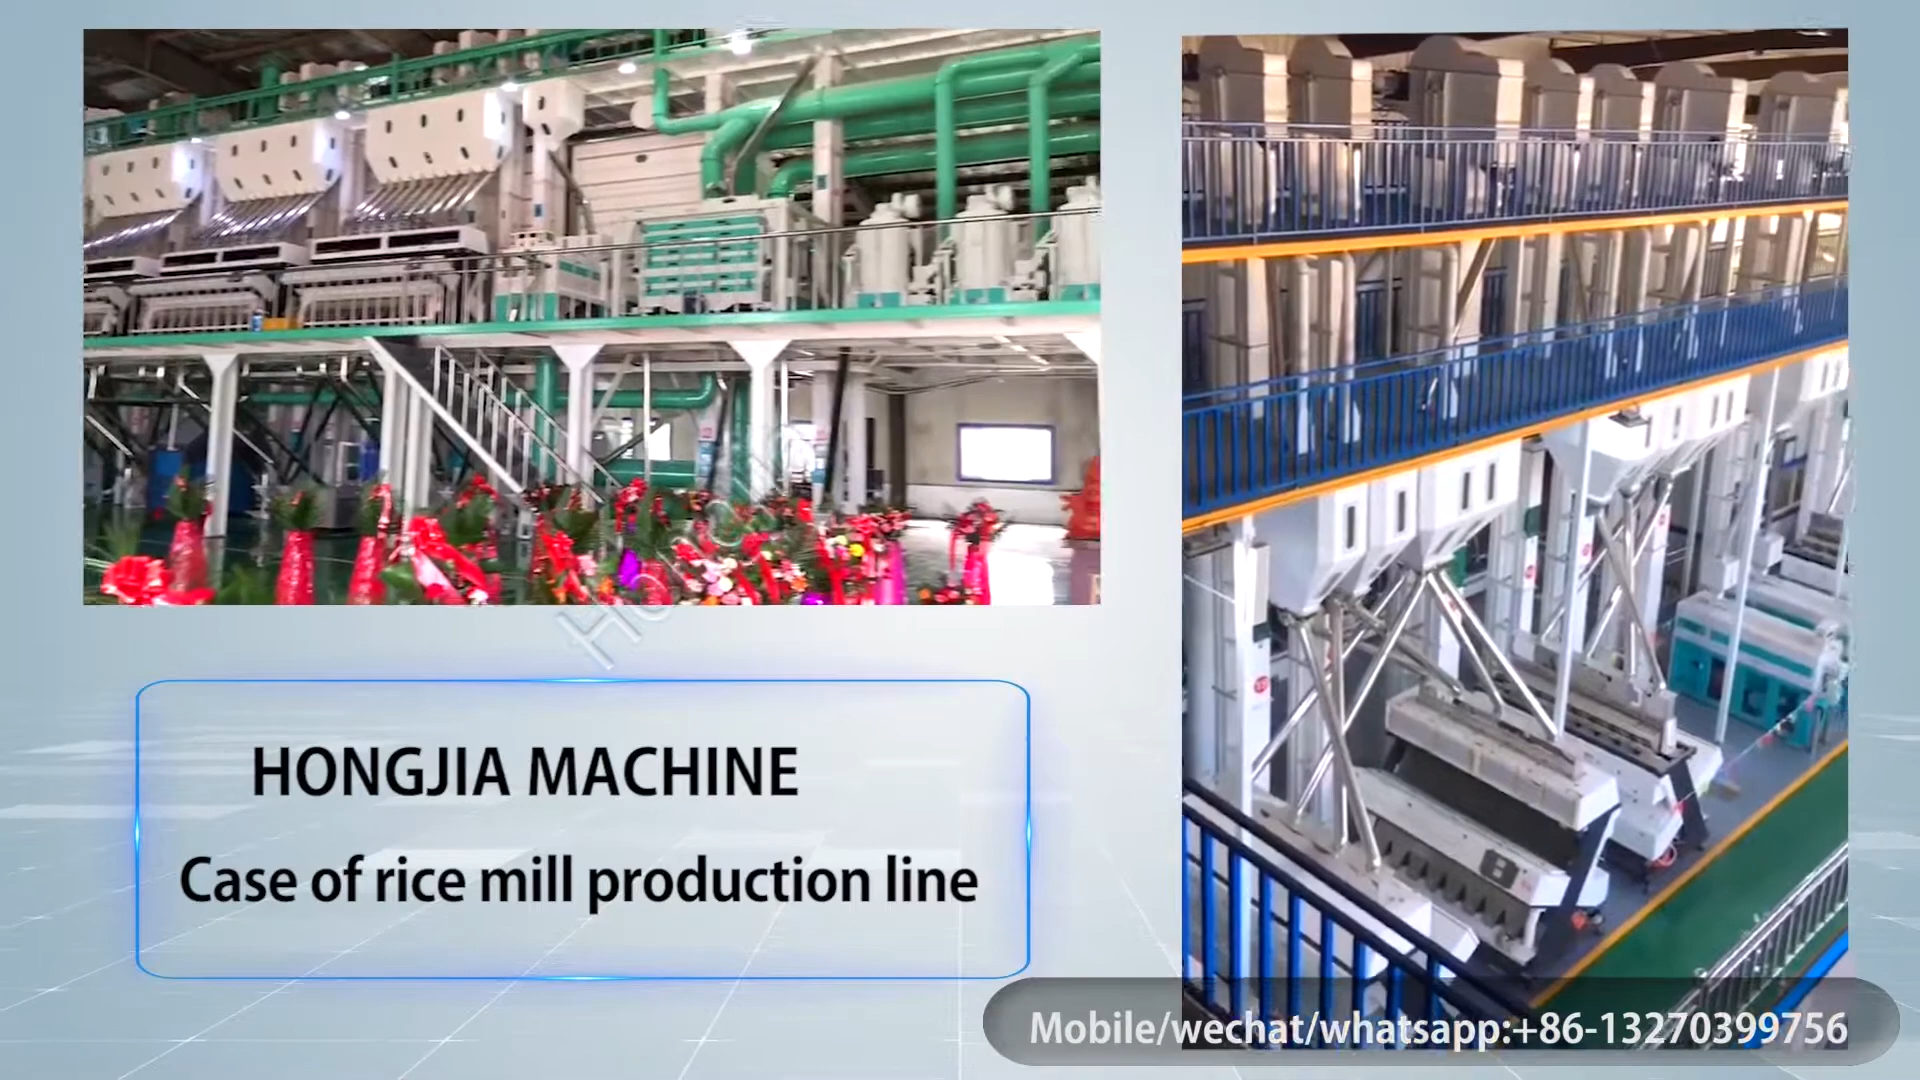 HONGJIA MACHINE
Case of rice mill production line
Mobile/wechat/whatsapp:+86-13270399756